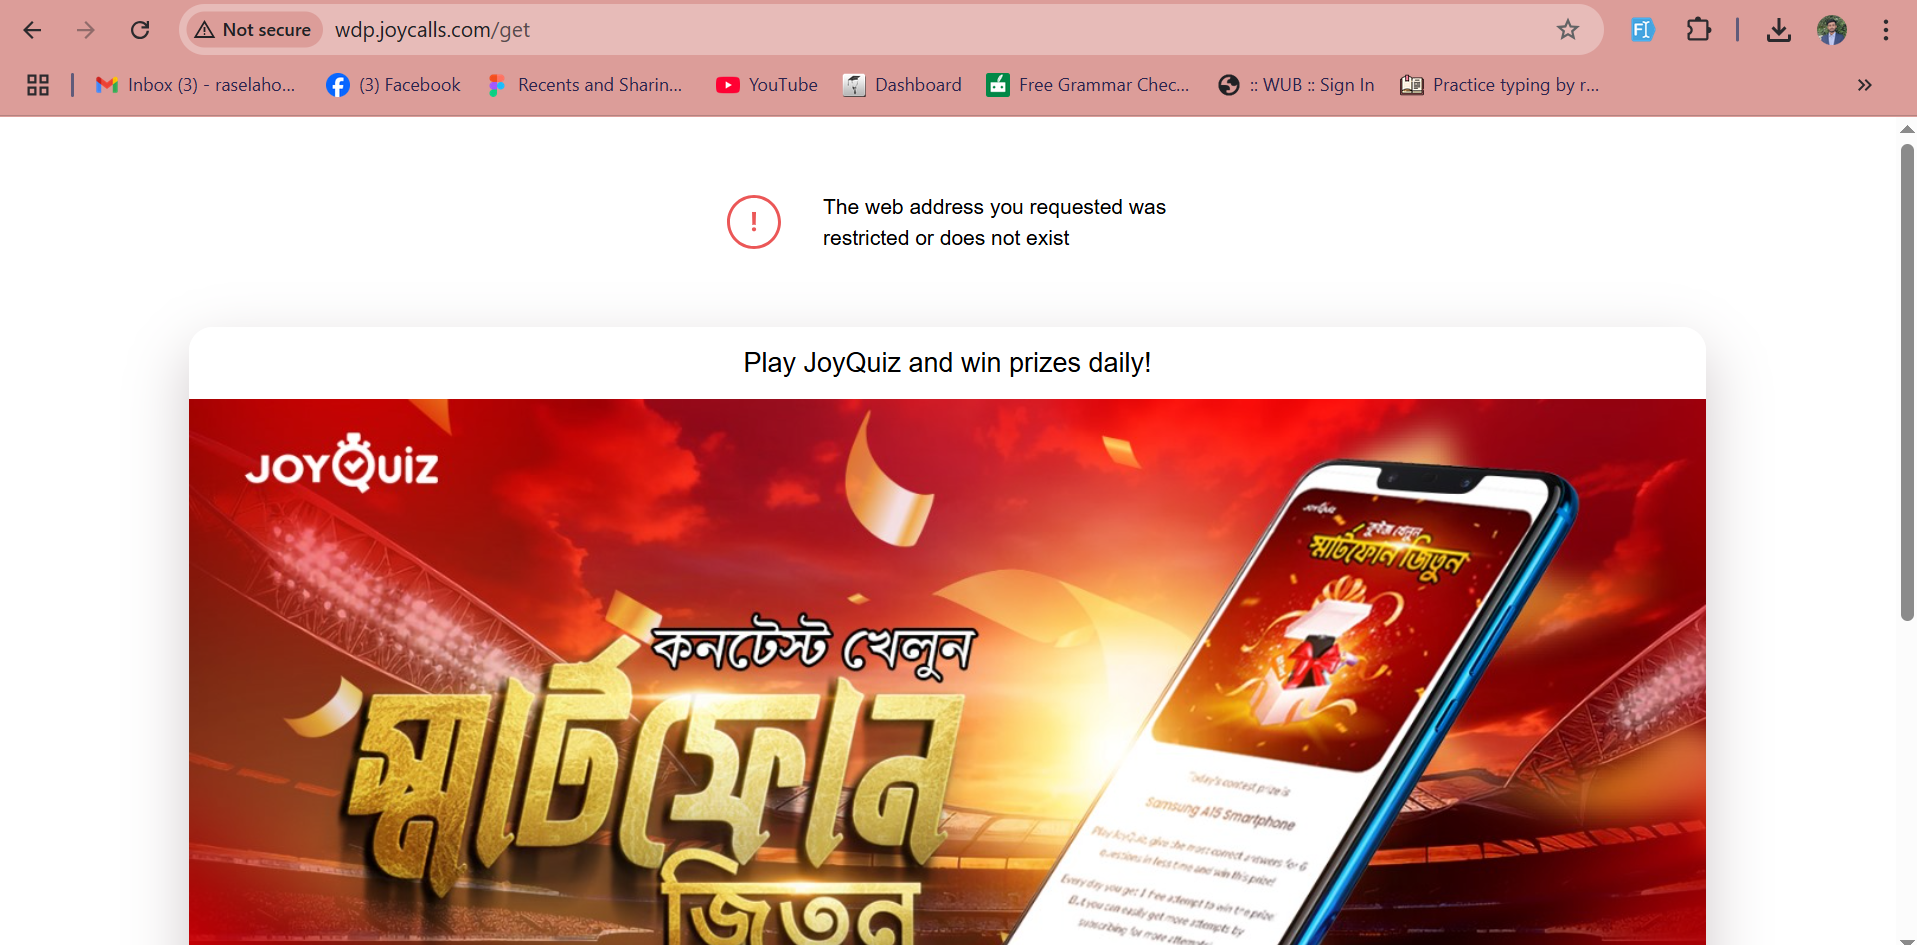 Not secure
wdp.joycalls.com/get
Inbox (3) - raselaho...
(3) Facebook
Recents and Sharin...
YouTube
Dashboard
Free Grammar Chec...
:: WUB :: Sign In
Practice typing by r...
The web address you requested was
restricted or does not exist
Play JoyQuiz and win prizes daily!
JOYQUIZ
কনটেস্ট খেলুন
স্মার্টফোন
জিতুন
JOYQUIZ
কুইজ খেলুন
স্মার্টফোন জিতুন
Today's contest prize is
Samsung A15 Smartphone
Play JoyQuiz, give the most correct answers for 6
questions in less time and win this prize!
Every day you get 1 free attempt to win the prize
But you can easily get more attempts by
subscribing for more